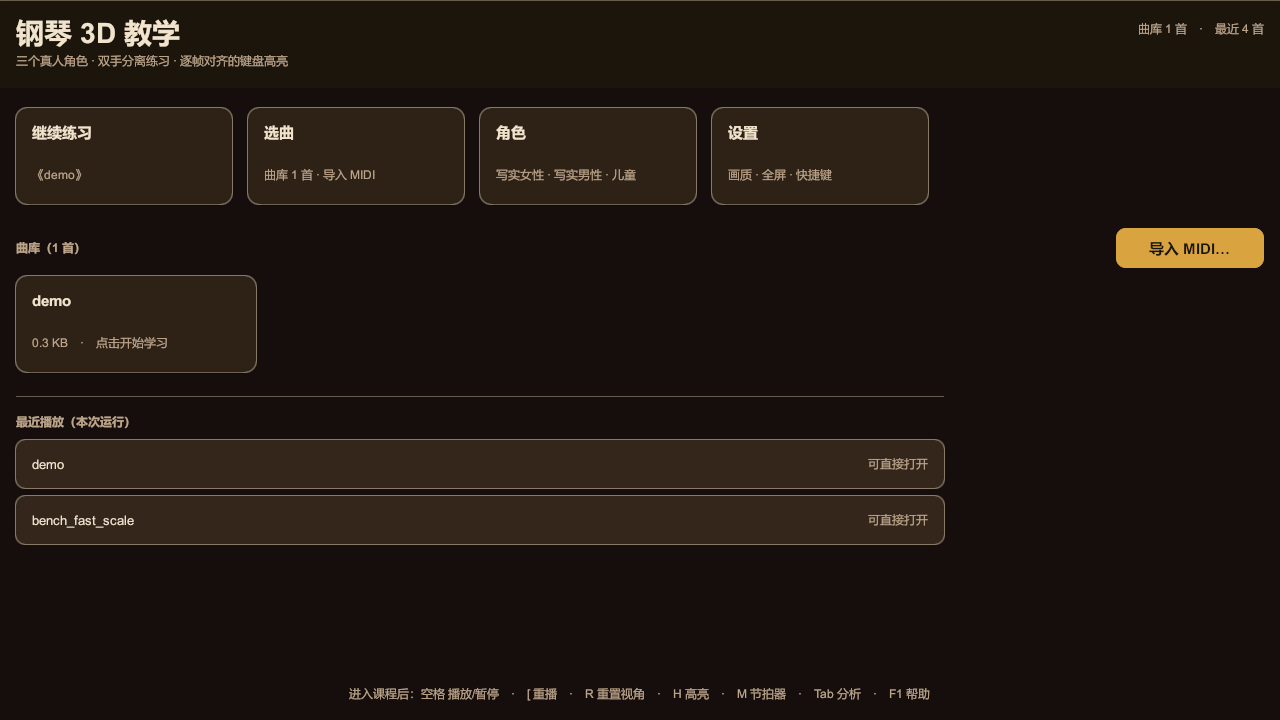 钢琴 3D 教学
曲库 1 首 · 最近 4 首
三个真人角色 · 双手分离练习 · 逐帧对齐的键盘高亮
继续练习
《demo》
选曲
曲库 1 首 · 导入 MIDI
角色
写实女性 · 写实男性 · 儿童
设置
画质 · 全屏 · 快捷键
曲库（1 首）
导入 MIDI...
demo
0.3 KB · 点击开始学习
最近播放（本次运行）
demo 可直接打开
bench_fast_scale 可直接打开
进入课程后：空格 播放/暂停 · [ 重播 · R 重置视角 · H 高亮 · M 节拍器 · Tab 分析 · F1 帮助